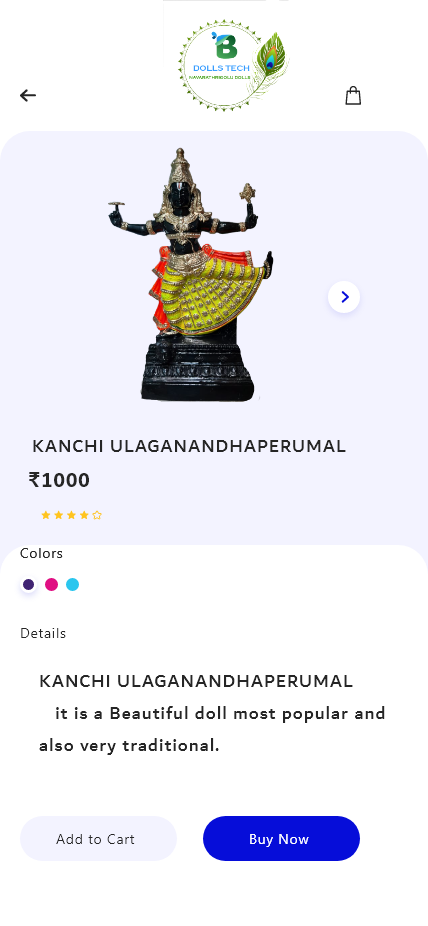 B
DOLLS TECH
NAVARATHRIGOLU DOLLS
KANCHI ULAGANANDHAPERUMAL
₹1000
Colors
Details
KANCHI ULAGANANDHAPERUMAL
it is a Beautiful doll most popular and
also very traditional.
Add to Cart
Buy Now